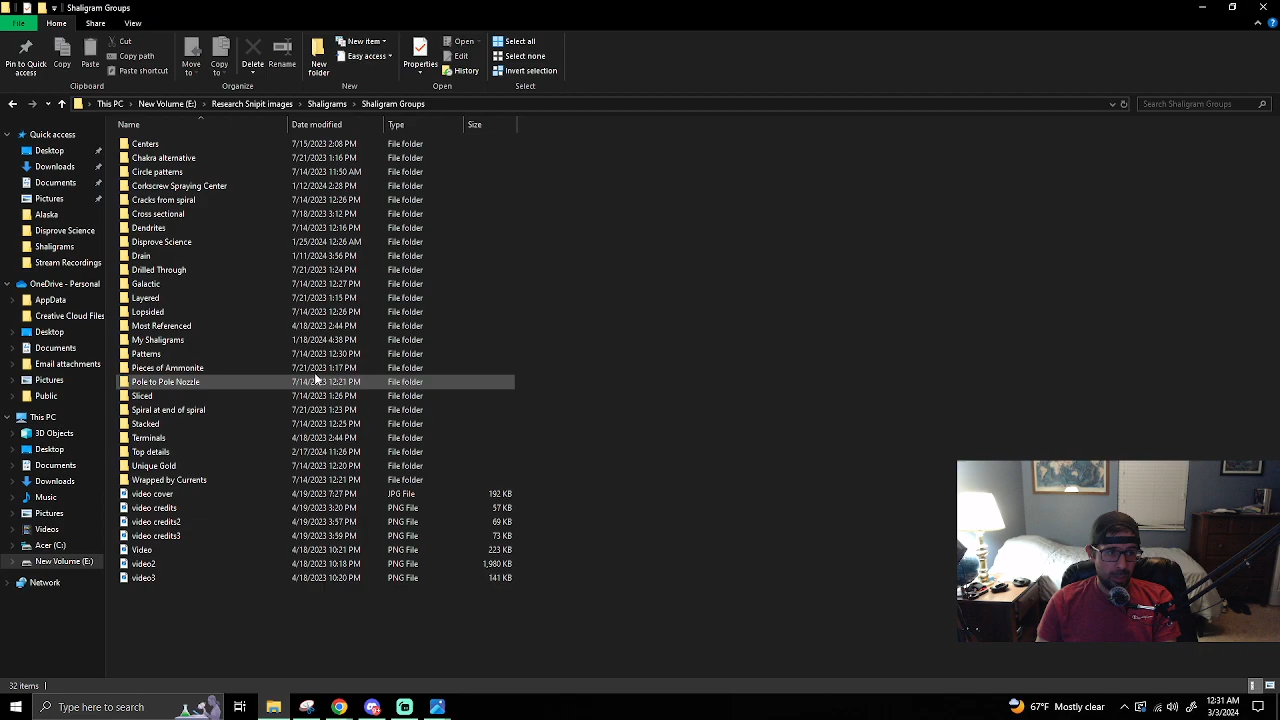 Shaligram Groups
File Home Share View
Pin to Quick access Copy Paste Cut Copy path Paste shortcut Move to Copy to Delete Rename New folder New item Easy access Properties Open Edit History Select all Select none Invert selection
Clipboard Organize New Open Select
This PC > New Volume (E:) > Research Snipit images > Shaligrams > Shaligram Groups Search Shaligram Groups
Name Date modified Type Size
Quick access
Desktop
Downloads
Documents
Pictures
Alaska
Disprove Science
Shaligrams
Stream Recordings
OneDrive - Personal
AppData
Creative Cloud Files
Desktop
Documents
Email attachments
Pictures
Public
This PC
3D Objects
Desktop
Documents
Downloads
Music
Pictures
Videos
Acer (C:)
New Volume (E:)
Network
Centers 7/15/2023 2:08 PM File folder
Chakra alternative 7/21/2023 1:16 PM File folder
Circle patterns 7/14/2023 11:50 AM File folder
Corkscrew Spraying Center 1/12/2024 2:28 PM File folder
Cracks from spiral 7/14/2023 12:26 PM File folder
Cross sectional 7/18/2023 3:12 PM File folder
Dendrites 7/14/2023 12:16 PM File folder
Disprove Science 1/25/2024 12:26 AM File folder
Drain 1/11/2024 3:56 PM File folder
Drilled Through 7/21/2023 1:24 PM File folder
Galactic 7/14/2023 12:27 PM File folder
Layered 7/21/2023 1:15 PM File folder
Lopsided 7/14/2023 12:26 PM File folder
Most Referenced 4/18/2023 2:44 PM File folder
My Shaligrams 1/18/2024 4:38 PM File folder
Patterns 7/14/2023 12:30 PM File folder
Pieces of Ammonite 7/21/2023 1:17 PM File folder
Pole to Pole Nozzle 7/14/2023 12:21 PM File folder
Sliced 7/14/2023 1:26 PM File folder
Spiral at end of spiral 7/21/2023 1:23 PM File folder
Stacked 7/14/2023 12:25 PM File folder
Terminals 4/18/2023 2:44 PM File folder
Top details 2/17/2024 11:26 PM File folder
Unique Gold 7/14/2023 12:20 PM File folder
Wrapped by Currents 7/14/2023 12:21 PM File folder
video cover 4/19/2023 7:27 PM JPG File 192 KB
video credits 4/19/2023 3:20 PM PNG File 57 KB
video credits2 4/19/2023 3:57 PM PNG File 69 KB
video credits3 4/19/2023 3:59 PM PNG File 73 KB
Video 4/18/2023 10:21 PM PNG File 223 KB
video2 4/18/2023 10:18 PM PNG File 1,980 KB
video3 4/18/2023 10:20 PM PNG File 141 KB
32 items
Type here to search 67°F Mostly clear 12:31 AM
3/3/2024